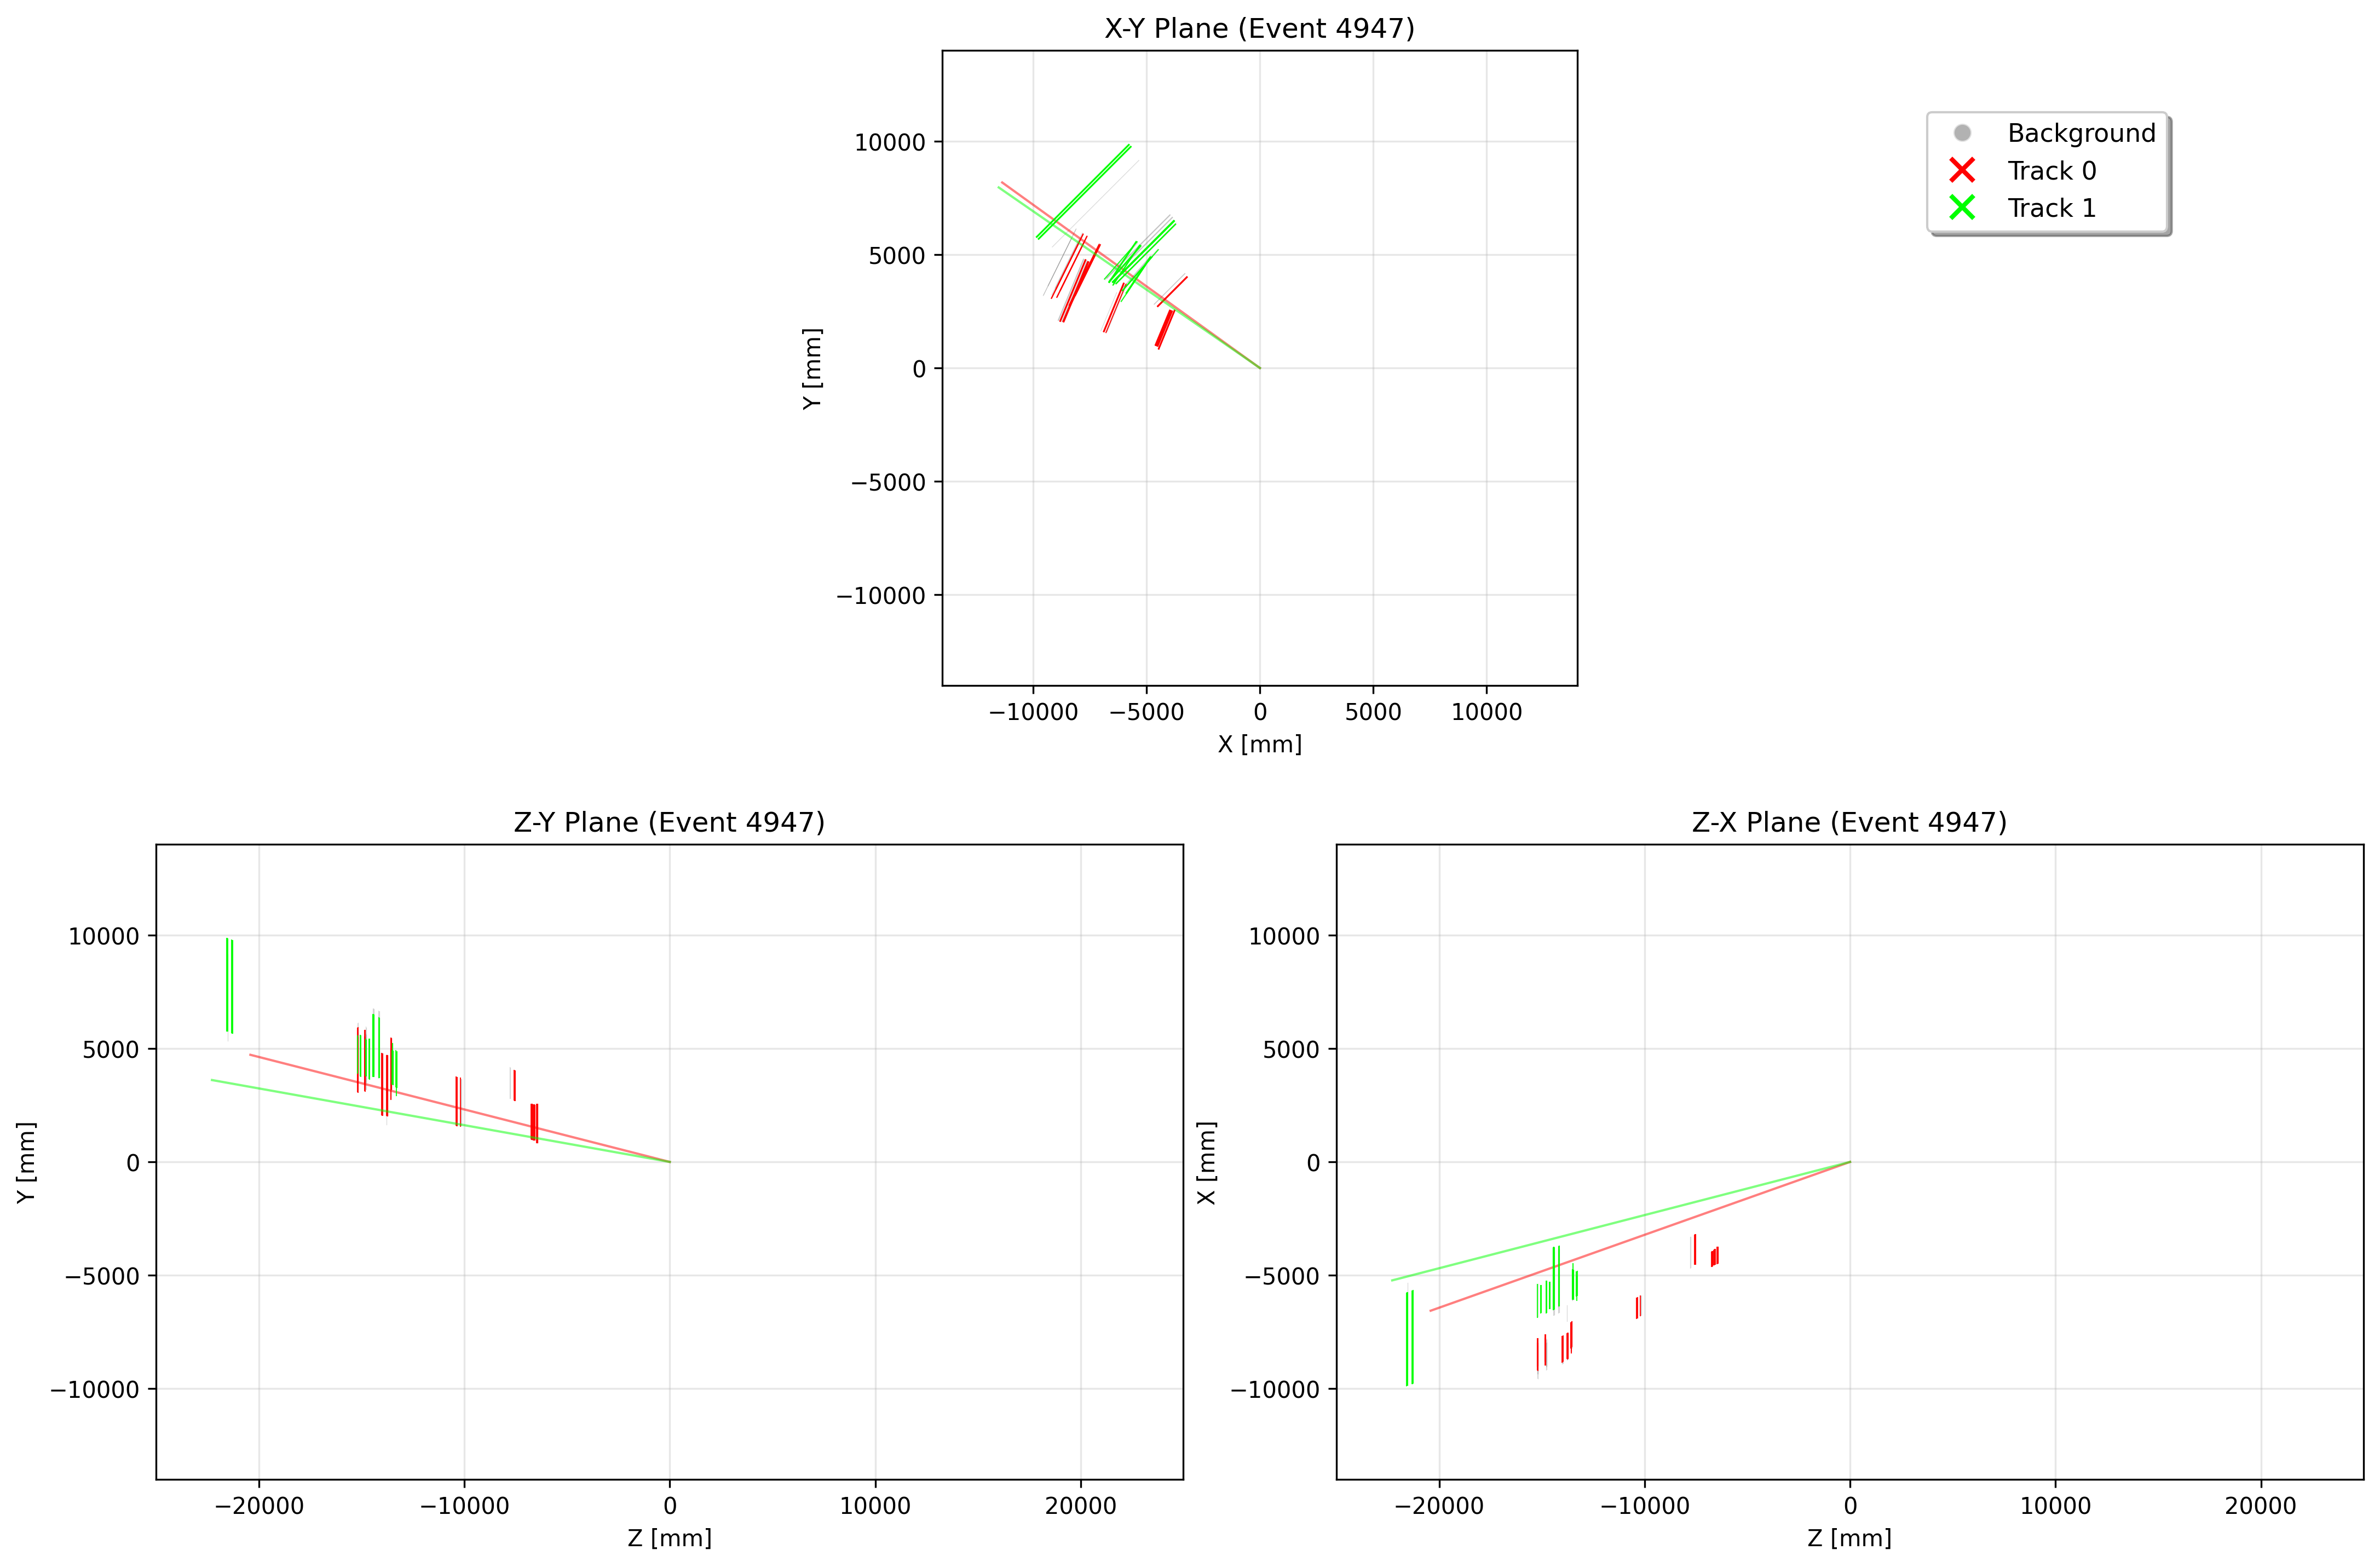 X-Y Plane (Event 4947)
Y [mm]
10000
5000
0
−5000
−10000
−10000 −5000 0 5000 10000
X [mm]
Background
Track 0
Track 1
Z-Y Plane (Event 4947)
Y [mm]
10000
5000
0
−5000
−10000
−20000 −10000 0 10000 20000
Z [mm]
Z-X Plane (Event 4947)
X [mm]
10000
5000
0
−5000
−10000
−20000 −10000 0 10000 20000
Z [mm]